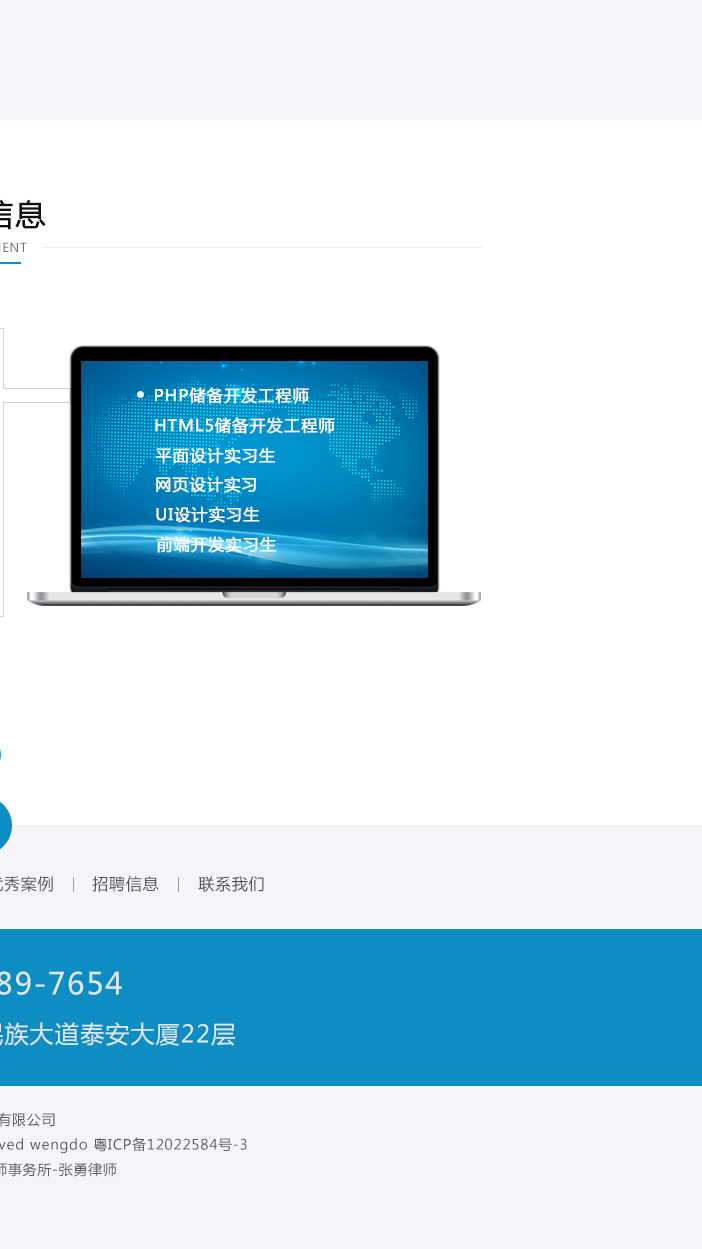 信息
MENT
PHP储备开发工程师
HTML5储备开发工程师
平面设计实习生
网页设计实习
UI设计实习生
前端开发实习生
优秀案例 | 招聘信息 | 联系我们
89-7654
民族大道泰安大厦22层
有限公司
ved wengdo 粤ICP备12022584号-3
师事务所-张勇律师